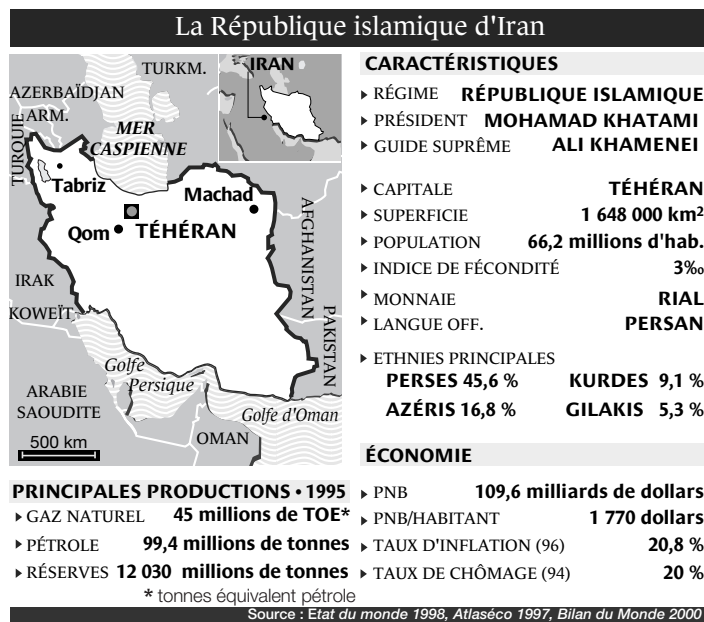 La République islamique d'Iran
TURKM.
IRAN
AZERBAÏDJAN
ARM.
TURQUIE
MER
CASPIENNE
Tabriz
Machad
Qom
TÉHÉRAN
AFGHANISTAN
IRAK
KOWEÏT
PAKISTAN
Golfe
Persique
ARABIE
SAOUDITE
Golfe d'Oman
OMAN
500 km
PRINCIPALES PRODUCTIONS • 1995
GAZ NATUREL 45 millions de TOE*
PÉTROLE 99,4 millions de tonnes
RÉSERVES 12 030 millions de tonnes
* tonnes équivalent pétrole
CARACTÉRISTIQUES
RÉGIME RÉPUBLIQUE ISLAMIQUE
PRÉSIDENT MOHAMAD KHATAMI
GUIDE SUPRÊME ALI KHAMENEI
CAPITALE TÉHÉRAN
SUPERFICIE 1 648 000 km²
POPULATION 66,2 millions d'hab.
INDICE DE FÉCONDITÉ 3‰
MONNAIE RIAL
LANGUE OFF. PERSAN
ETHNIES PRINCIPALES
PERSES 45,6 % KURDES 9,1 %
AZÉRIS 16,8 % GILAKIS 5,3 %
ÉCONOMIE
PNB 109,6 milliards de dollars
PNB/HABITANT 1 770 dollars
TAUX D'INFLATION (96) 20,8 %
TAUX DE CHÔMAGE (94) 20 %
Source : Etat du monde 1998, Atlaséco 1997, Bilan du Monde 2000